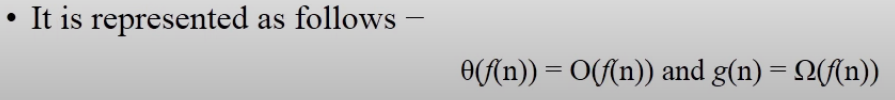 • It is represented as follows −
θ(f(n)) = O(f(n)) and g(n) = Ω(f(n))